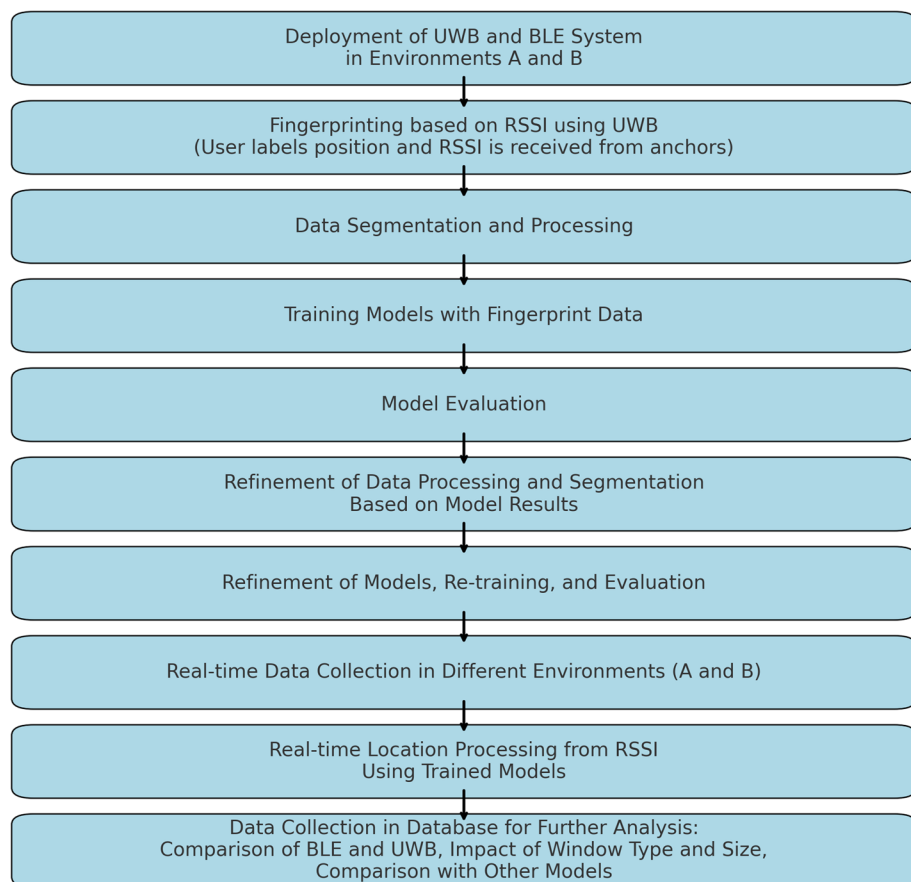 Deployment of UWB and BLE System
in Environments A and B
Fingerprinting based on RSSI using UWB
(User labels position and RSSI is received from anchors)
Data Segmentation and Processing
Training Models with Fingerprint Data
Model Evaluation
Refinement of Data Processing and Segmentation
Based on Model Results
Refinement of Models, Re-training, and Evaluation
Real-time Data Collection in Different Environments (A and B)
Real-time Location Processing from RSSI
Using Trained Models
Data Collection in Database for Further Analysis:
Comparison of BLE and UWB, Impact of Window Type and Size,
Comparison with Other Models